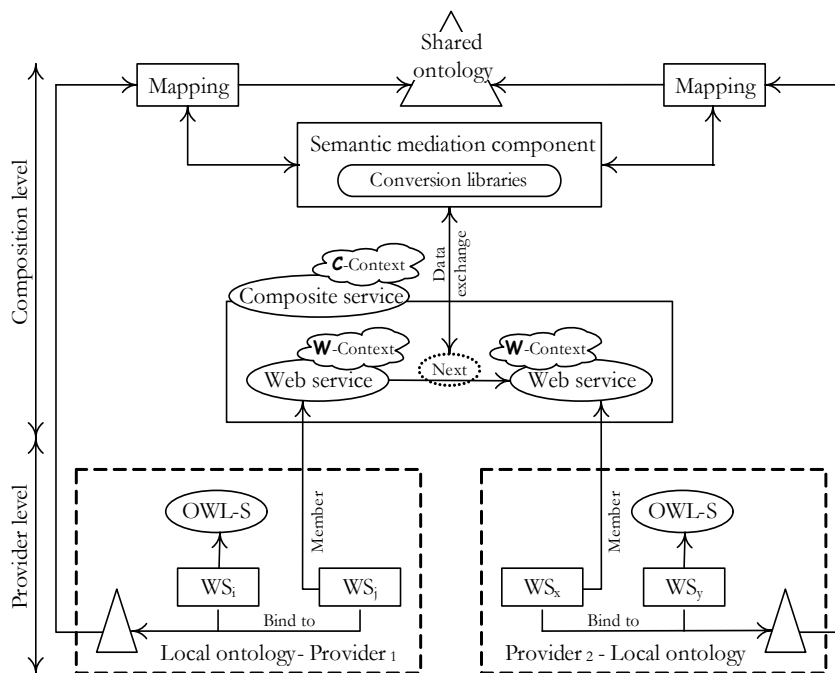 Shared
ontology
Mapping
Mapping
Semantic mediation component
Conversion libraries
Composition level
Data
exchange
C-Context
Composite service
W-Context
W-Context
Web service
Next
Web service
Provider level
OWL-S
Member
Member
OWL-S
WSi
WSj
WSx
WSy
Bind to
Bind to
Local ontology- Provider 1
Provider 2 - Local ontology